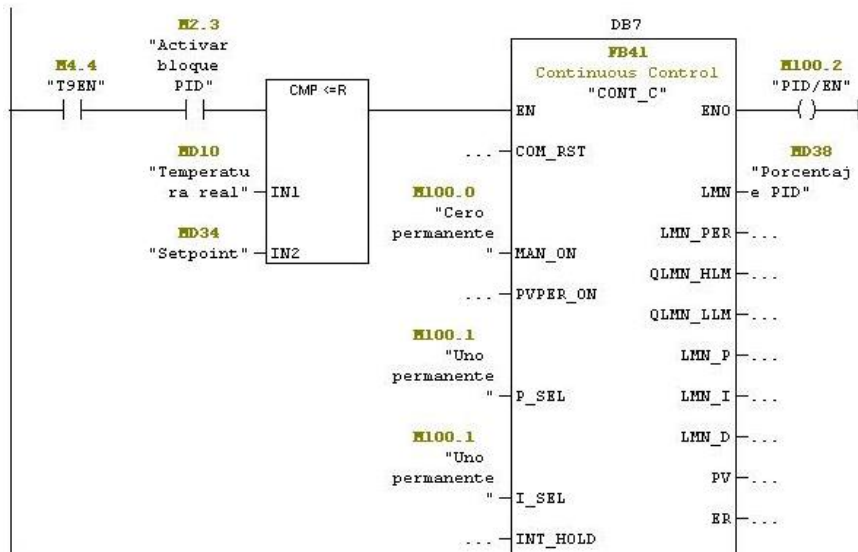 DB7
M2.3
"Activar
bloque
PID"
M4.4
"T9EN"
CMP <=R
MD10
"Temperatu
ra real"
IN1
MD34
"Setpoint"
IN2
FB41
Continuous Control
"CONT_C"
EN
ENO
... COM_RST
M100.0
"Cero
permanente
" MAN_ON
... PVPER_ON
M100.1
"Uno
permanente
" P_SEL
M100.1
"Uno
permanente
" I_SEL
... INT_HOLD
M100.2
"PID/EN"
( )
MD38
"Porcentaj
LMN e PID"
LMN_PER ...
QLMN_HLM ...
QLMN_LLM ...
LMN_P ...
LMN_I ...
LMN_D ...
PV ...
ER ...